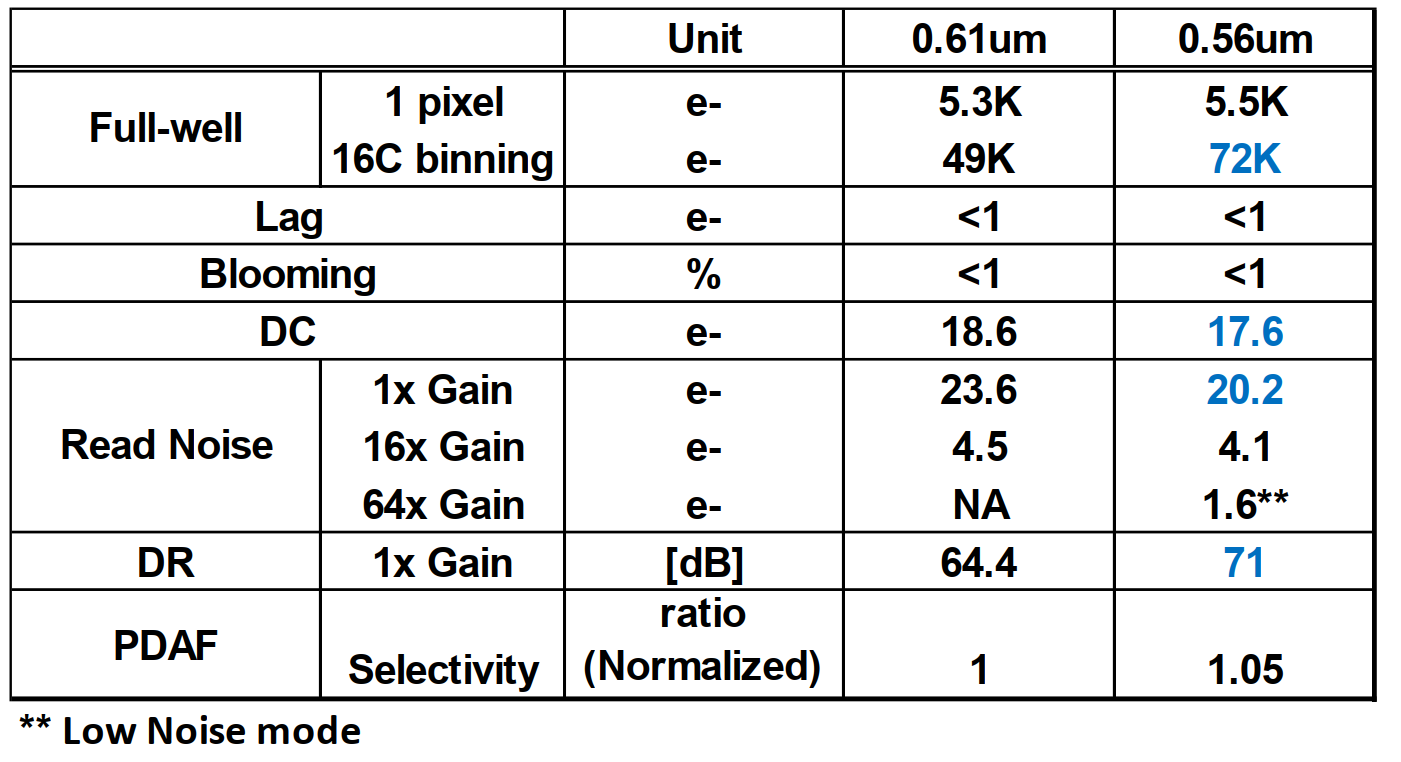 Unit 0.61um 0.56um
Full-well 1 pixel e- 5.3K 5.5K
16C binning e- 49K 72K
Lag e- <1 <1
Blooming % <1 <1
DC e- 18.6 17.6
Read Noise 1x Gain e- 23.6 20.2
16x Gain e- 4.5 4.1
64x Gain e- NA 1.6**
DR 1x Gain [dB] 64.4 71
PDAF Selectivity ratio
(Normalized) 1 1.05
** Low Noise mode